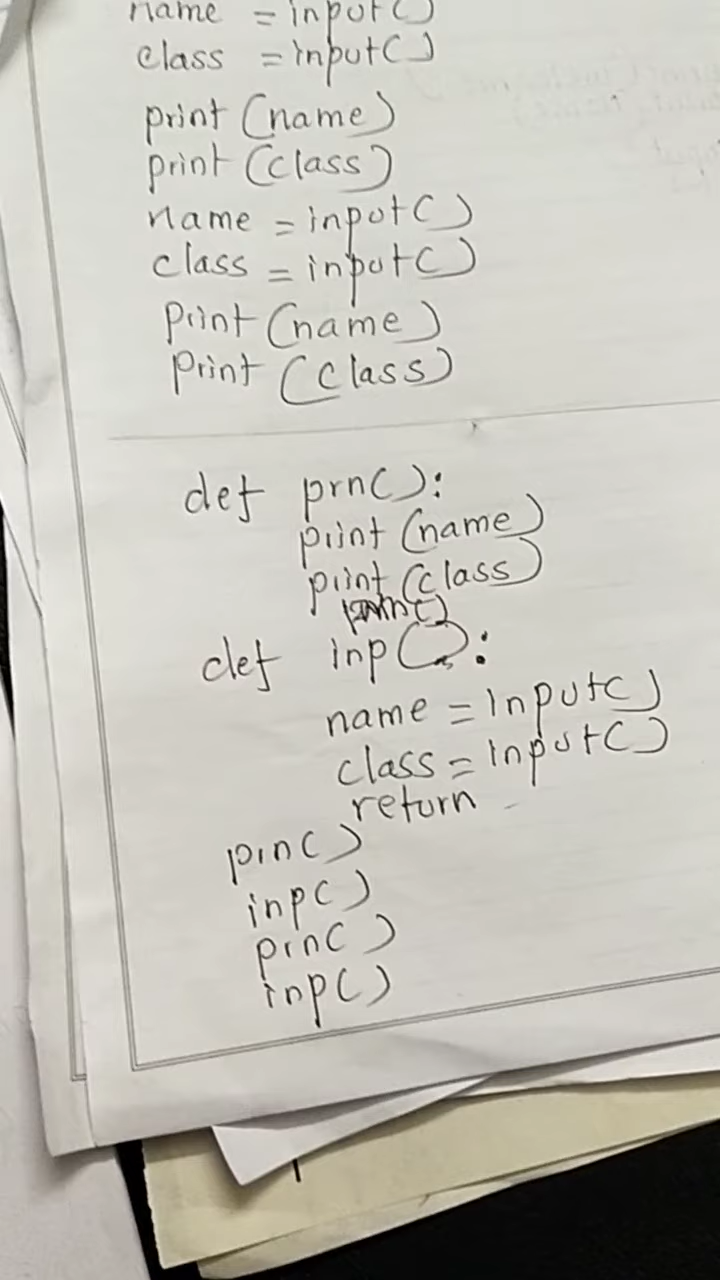 name = input()
class = input()
print (name)
print (class)
name = input()
class = input()
print (name)
print (class)
def prn():
print (name)
print (class)
def inp():
name = input()
class = input()
return
prn()
inp()
prn()
inp()